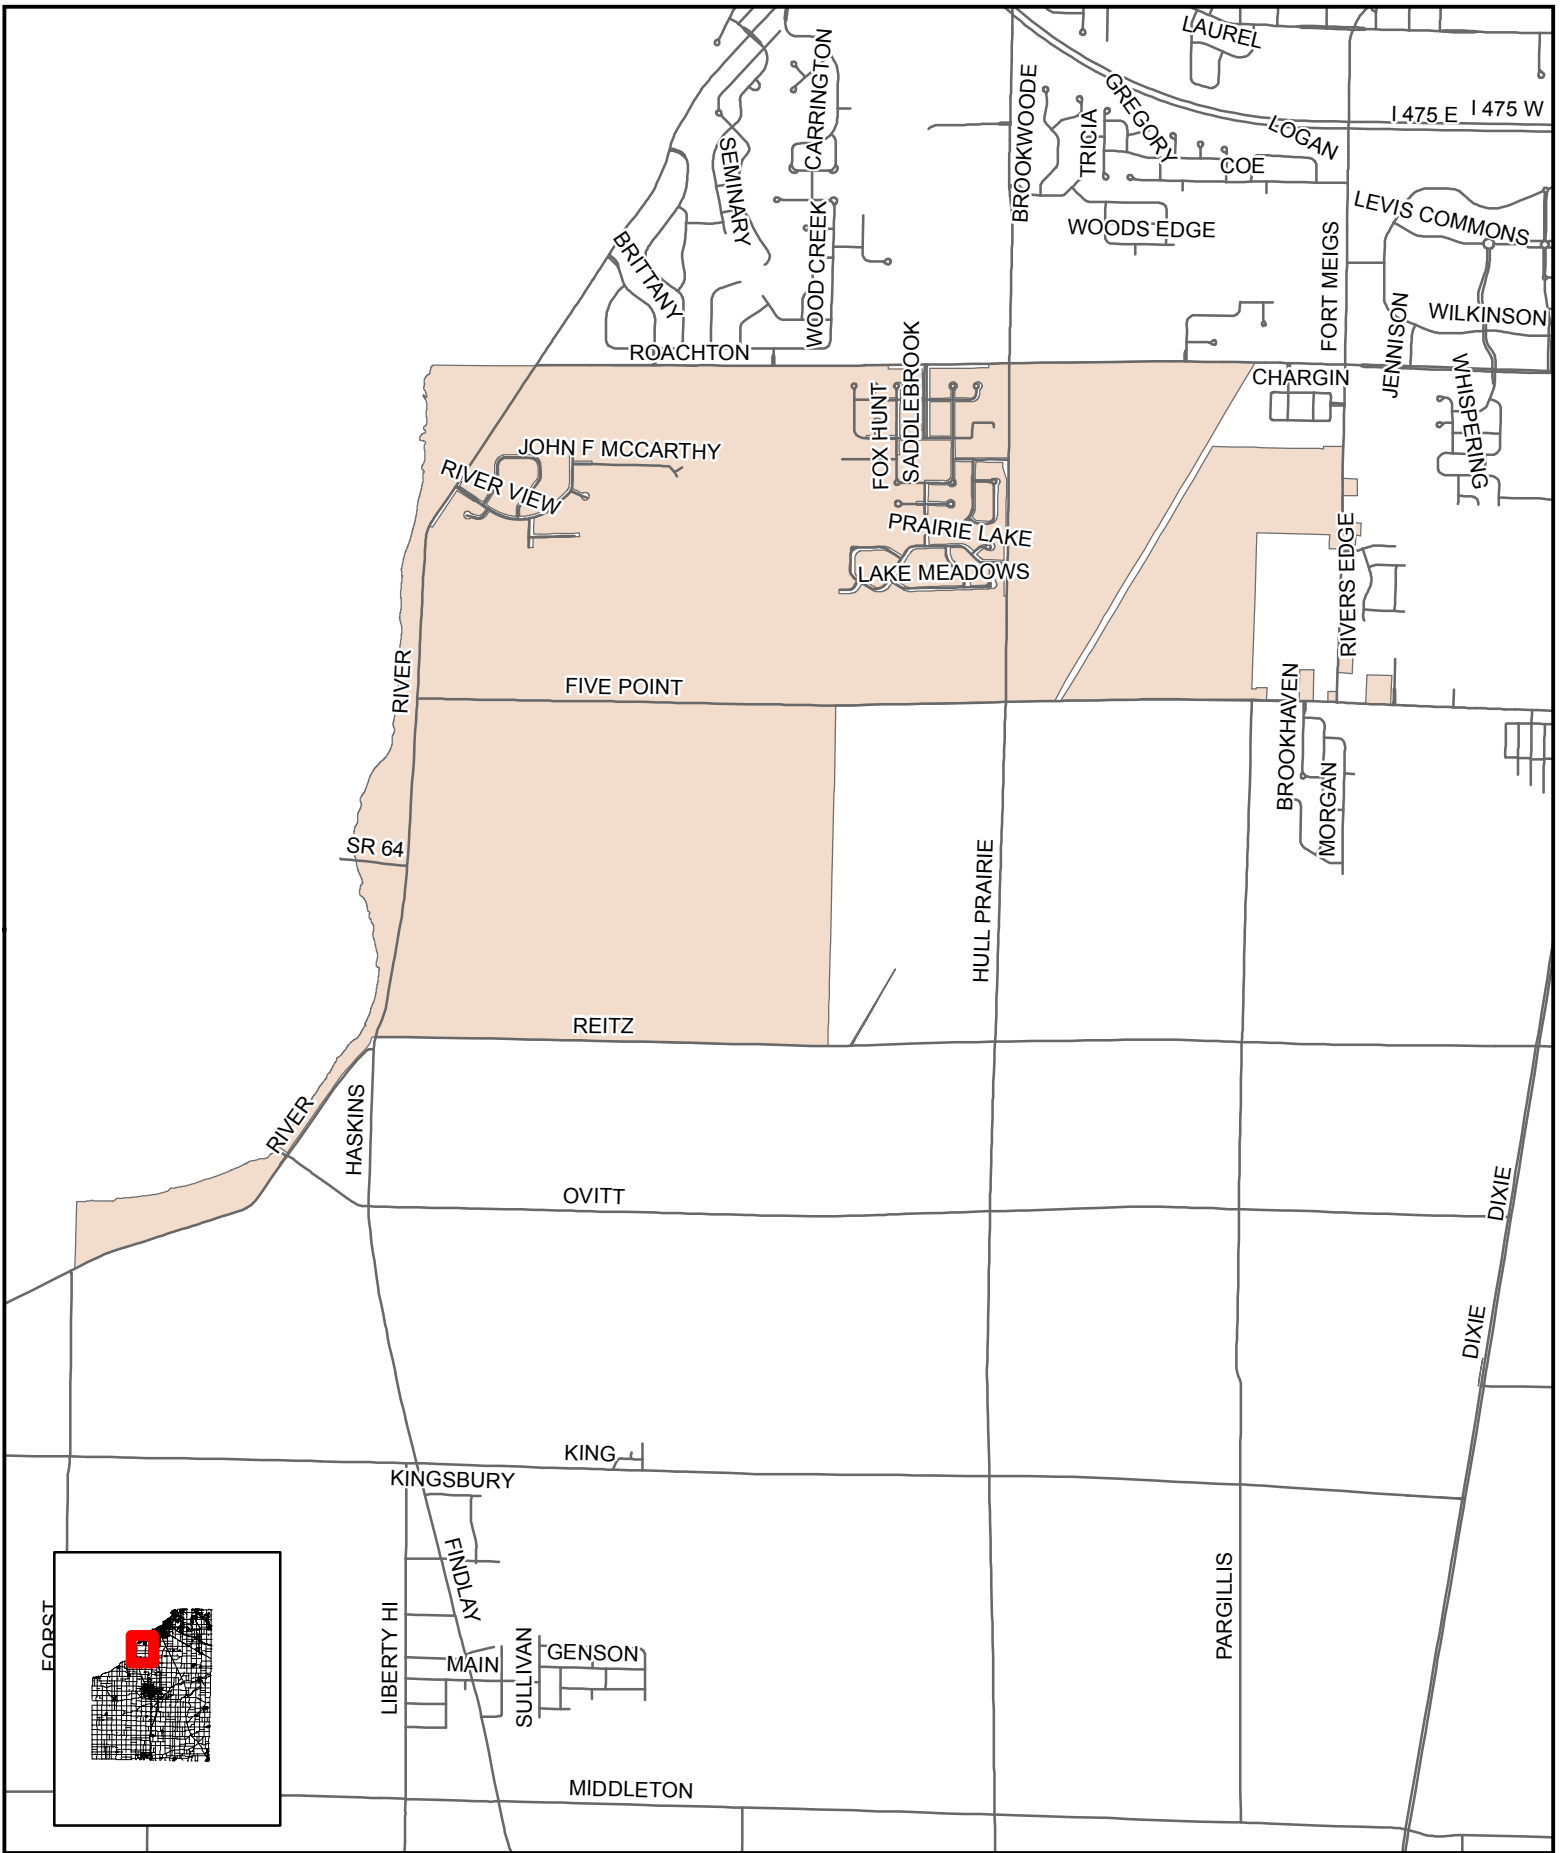 LAUREL
CARRINGTON
BROOKWOODE
GREGORY
I 475 E
I 475 W
TRICIA
LOGAN
SEMINARY
COE
LEVIS COMMONS
WOODS EDGE
BRITTANY
WOOD CREEK
FORT MEIGS
JENNISON
WILKINSON
ROACHTON
SADDLEBROOK
CHARGIN
WHISPERING
FOX HUNT
JOHN F MCCARTHY
RIVER VIEW
PRAIRIE LAKE
RIVERS EDGE
LAKE MEADOWS
RIVER
FIVE POINT
BROOKHAVEN
MORGAN
SR 64
HULL PRAIRIE
REITZ
RIVER
HASKINS
OVITT
DIXIE
DIXIE
KING
KINGSBURY
FINDLAY
PARGILLIS
FORST
LIBERTY HI
MAIN
SULLIVAN
GENSON
MIDDLETON